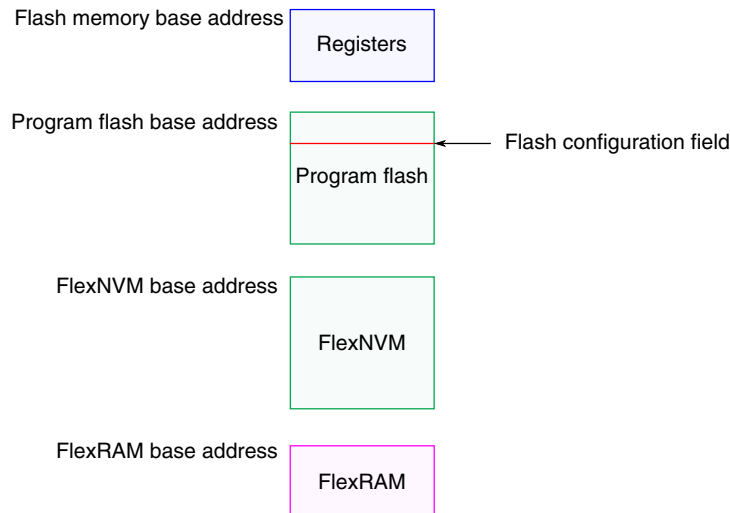 Flash memory base address
Registers
Program flash base address
Flash configuration field
Program flash
FlexNVM base address
FlexNVM
FlexRAM base address
FlexRAM